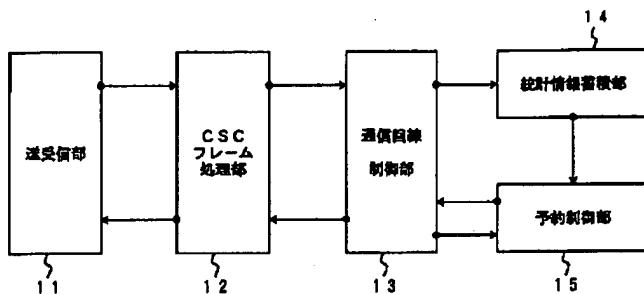 14
送受信部
CSC
フレーム
処理部
通信回線
制御部
統計情報蓄積部
予約制御部
11
12
13
15